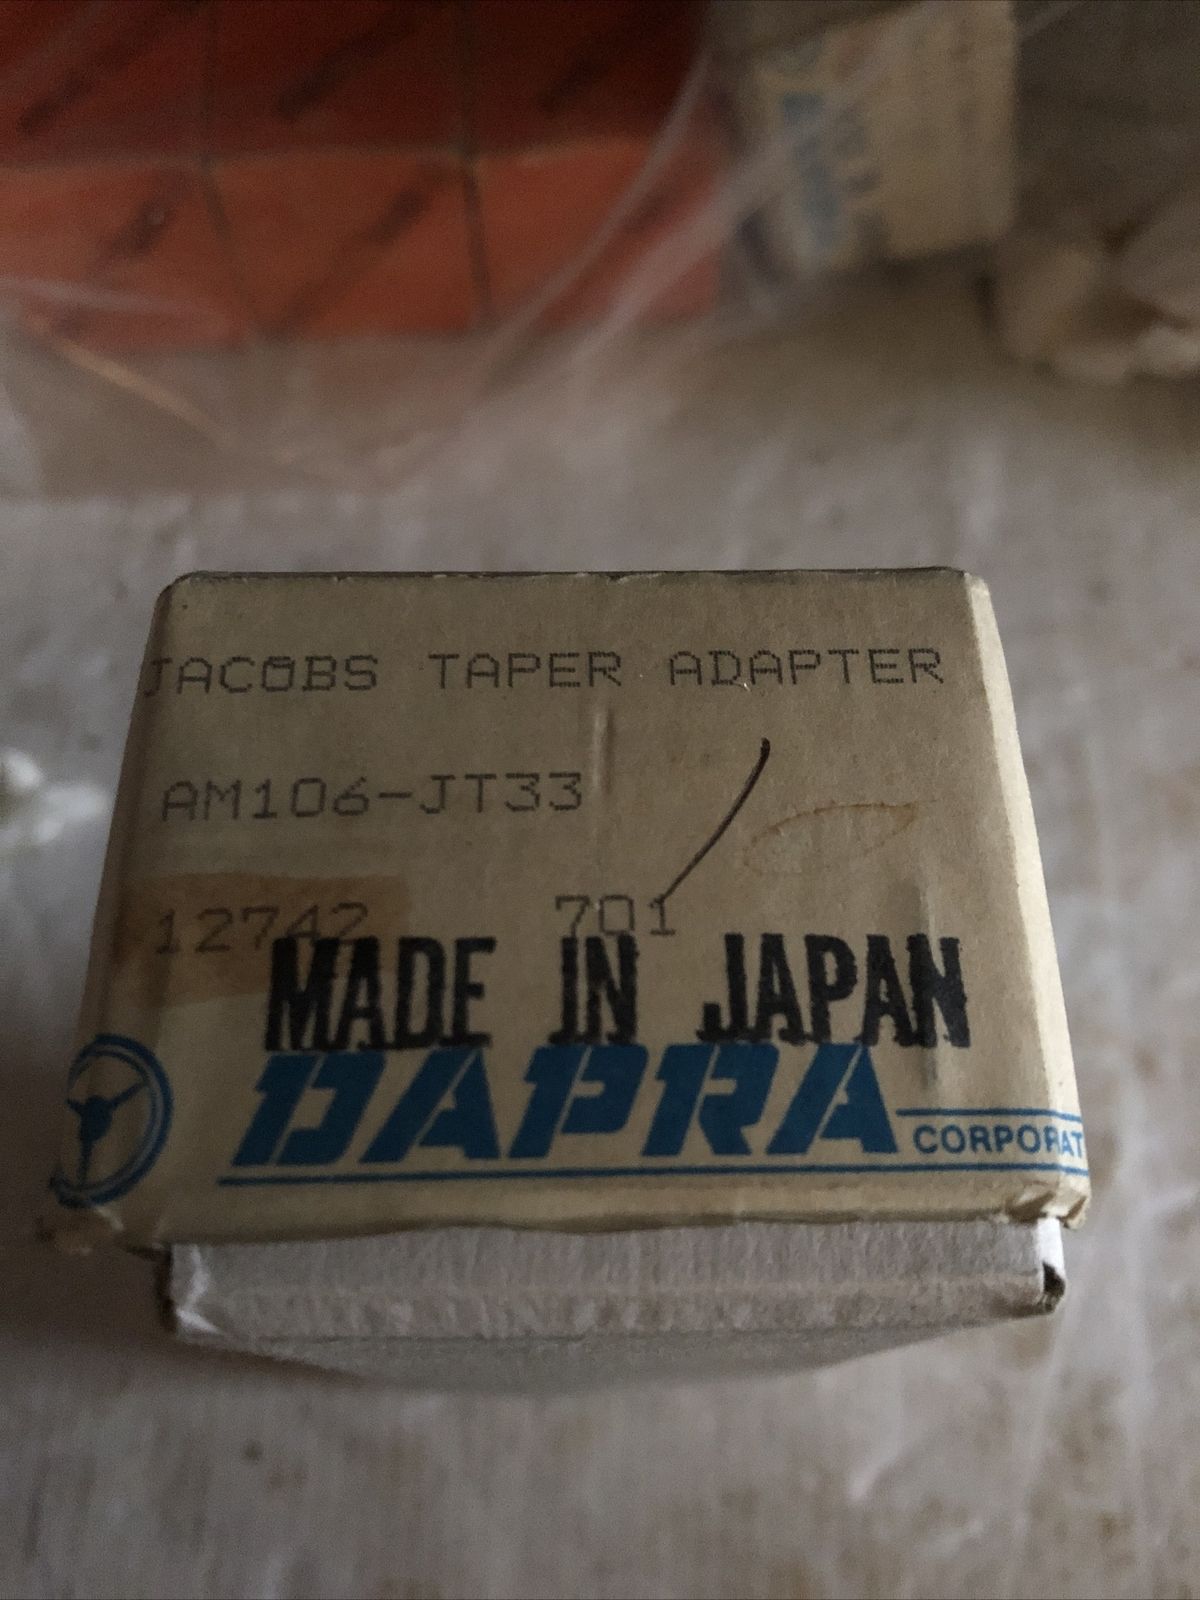 JACOBS TAPER ADAPTER
AM106-JT33
12742 701
MADE IN JAPAN
DAPRA
CORPORAT